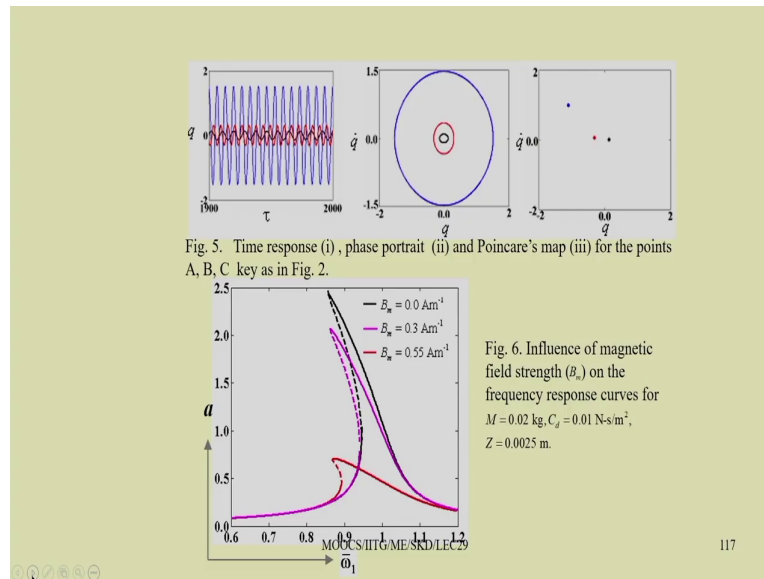 2
q
0
-2
1900
τ
2000
1.5
q̇
0.0
-1.5
-2
0.0
2
q
2
q̇
0.0
-2
-2
0.0
2
q
Fig. 5. Time response (i) , phase portrait (ii) and Poincare's map (iii) for the points
A, B, C key as in Fig. 2.
2.5
2.0
1.5
a
1.0
0.5
0.0
0.6 0.7 0.8 0.9 1 1.1 1.2
ω̄₁
Bₘ = 0.0 Am⁻¹
Bₘ = 0.3 Am⁻¹
Bₘ = 0.55 Am⁻¹
Fig. 6. Influence of magnetic
field strength (Bₘ) on the
frequency response curves for
M = 0.02 kg, C_d = 0.01 N-s/m²,
Z = 0.0025 m.
MOOCS/IITG/ME/SKD/LEC29
117